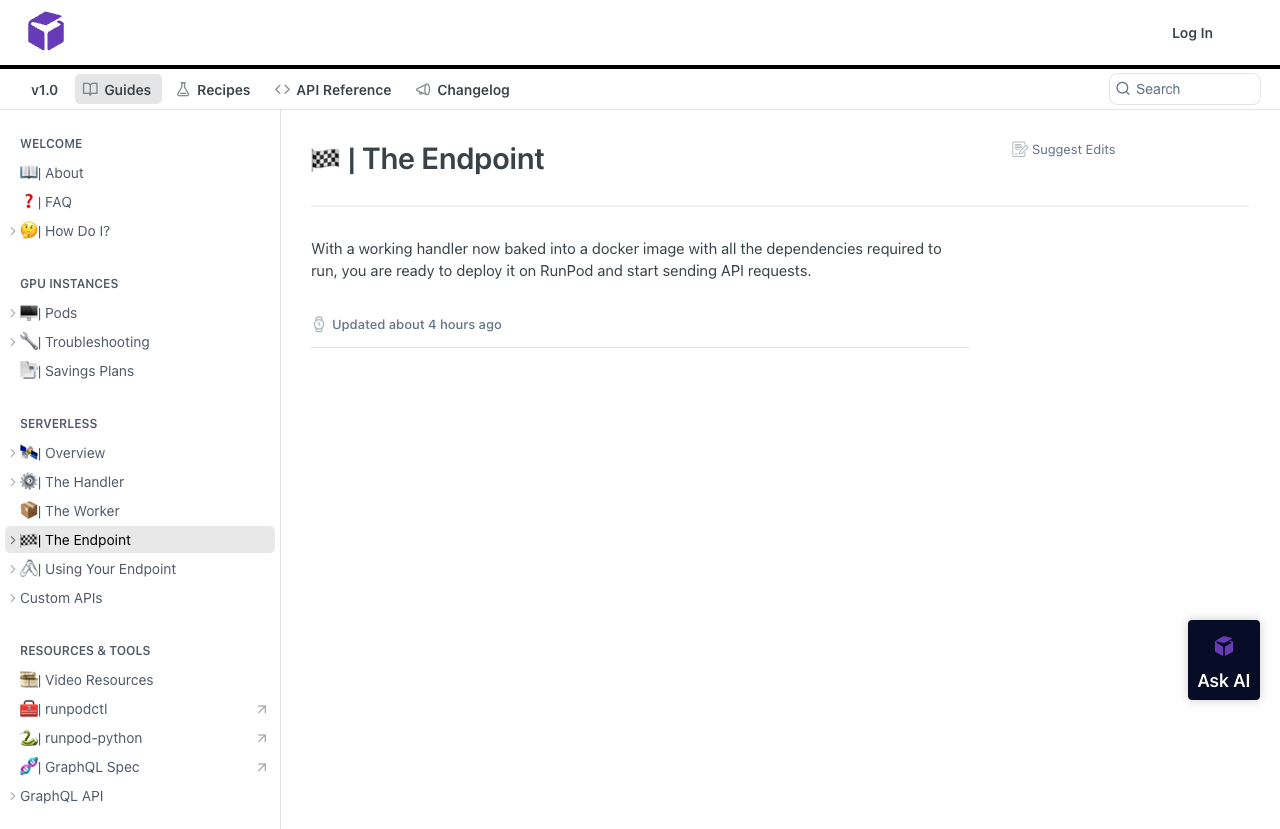 Log In
v1.0
Guides
Recipes
API Reference
Changelog
Search
WELCOME
📖| About
❓| FAQ
🤔| How Do I?
GPU INSTANCES
🖥️| Pods
🔧| Troubleshooting
📑| Savings Plans
SERVERLESS
🛰️| Overview
⚙️| The Handler
📦| The Worker
🏁| The Endpoint
🖇️| Using Your Endpoint
Custom APIs
RESOURCES & TOOLS
🎞️| Video Resources
🧰| runpodctl
🐍| runpod-python
🧬| GraphQL Spec
GraphQL API
🏁 | The Endpoint
Suggest Edits
With a working handler now baked into a docker image with all the dependencies required to
run, you are ready to deploy it on RunPod and start sending API requests.
Updated about 4 hours ago
Ask AI